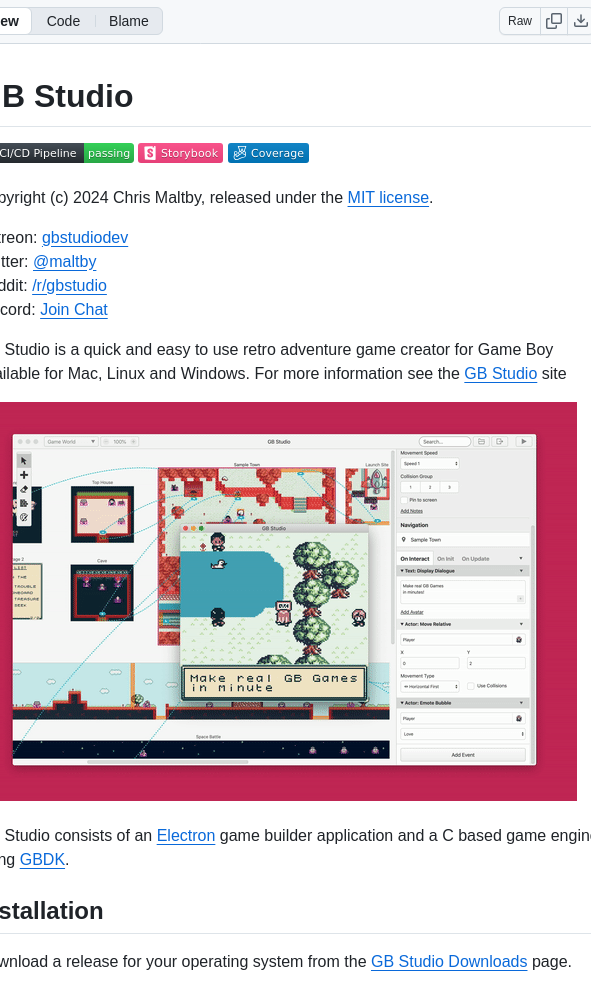 ew Code Blame Raw
B Studio
CI/CD Pipeline passing Storybook Coverage
pyright (c) 2024 Chris Maltby, released under the MIT license.
treon: gbstudiodev
tter: @maltby
ddit: /r/gbstudio
cord: Join Chat
Studio is a quick and easy to use retro adventure game creator for Game Boy
ailable for Mac, Linux and Windows. For more information see the GB Studio site
Game World 100% GB Studio Search...
Top House
Sample Town
Launch Site
Cave
GB Studio
Make real GB Games
in minute
Space Battle
Movement Speed
Speed 1
Collision Group
1 2 3
Pin to screen
Add Notes
Navigation
Sample Town
On Interact On Init On Update
Text: Display Dialogue
Make real GB Games
in minutes!
Add Avatar
Actor: Move Relative
Player
X Y
0 2
Movement Type
Horizontal First Use Collisions
Actor: Emote Bubble
Player
Love
Add Event
Studio consists of an Electron game builder application and a C based game engin
ng GBDK.
stallation
wnload a release for your operating system from the GB Studio Downloads page.